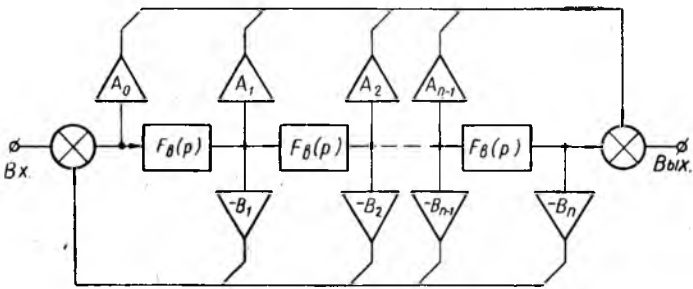 A₀ A₁ A₂ Aₙ₋₁
Вх. Fв(p) Fв(p) Fв(p) Вых.
-B₁ -B₂ -Bₙ₋₁ -Bₙ